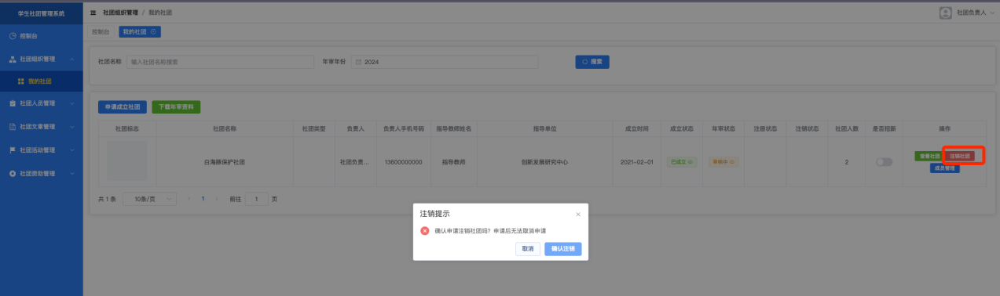 学生社团管理系统
社团组织管理 / 我的社团
社团负责人
控制台
社团组织管理
我的社团
社团人员管理
社团文章管理
社团活动管理
社团资助管理
控制台 我的社团
社团名称 输入社团名称搜索 年审年份 2024 搜索
申请成立社团 下载年审资料
社团标志 社团名称 社团类型 负责人 负责人手机号码 指导教师姓名 指导单位 成立时间 成立状态 年审状态 注册状态 注销状态 社团人数 是否招新 操作
白海豚保护社团 社团负责... 13600000000 指导教师 创新发展研究中心 2021-02-01 已成立 审核中 2 查看社团 注销社团
成员管理
共 1 条 10条/页 1 前往 1 页
注销提示
确认申请注销社团吗？申请后无法取消申请
取消 确认注销